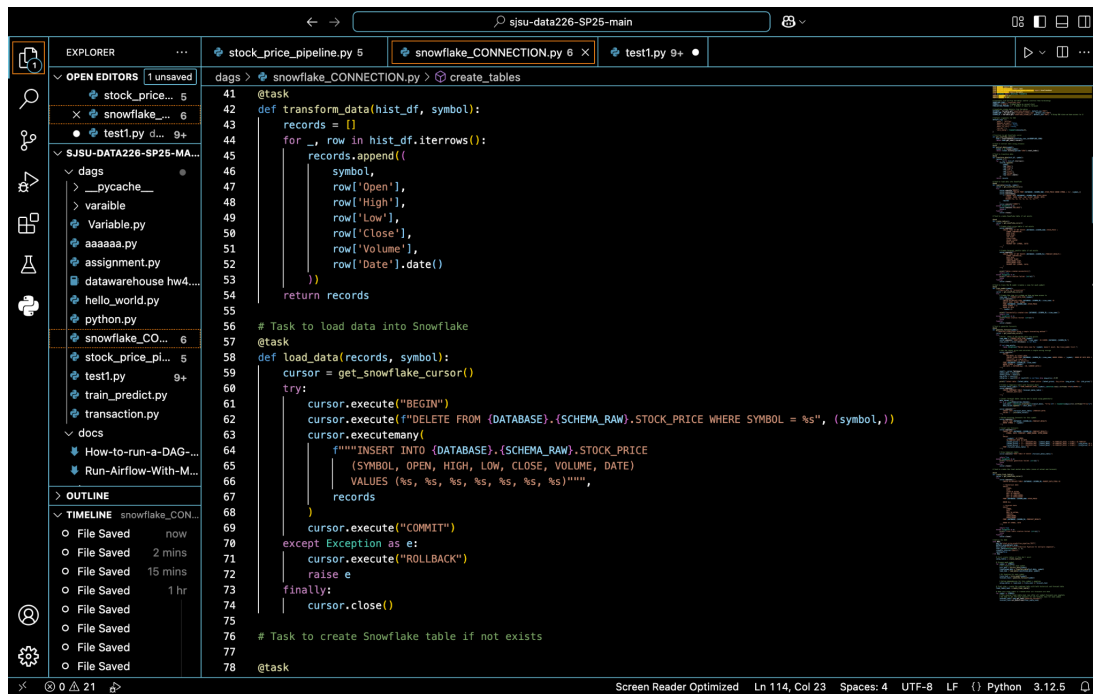 sjsu-data226-SP25-main
EXPLORER
stock_price_pipeline.py 5
snowflake_CONNECTION.py 6
test1.py 9+
OPEN EDITORS 1 unsaved
stock_price... 5
snowflake_... 6
test1.py d... 9+
SJSU-DATA226-SP25-MA...
dags
__pycache__
varaible
Variable.py
aaaaaa.py
assignment.py
datawarehouse hw4....
hello_world.py
python.py
snowflake_CO... 6
stock_price_pi... 5
test1.py 9+
train_predict.py
transaction.py
docs
How-to-run-a-DAG-...
Run-Airflow-With-M...
OUTLINE
TIMELINE snowflake_CON...
File Saved now
File Saved 2 mins
File Saved 15 mins
File Saved 1 hr
File Saved
File Saved
File Saved
File Saved
dags > snowflake_CONNECTION.py > create_tables
41 @task
42 def transform_data(hist_df, symbol):
43     records = []
44     for _, row in hist_df.iterrows():
45         records.append((
46             symbol,
47             row['Open'],
48             row['High'],
49             row['Low'],
50             row['Close'],
51             row['Volume'],
52             row['Date'].date()
53         ))
54     return records
55
56 # Task to load data into Snowflake
57 @task
58 def load_data(records, symbol):
59     cursor = get_snowflake_cursor()
60     try:
61         cursor.execute("BEGIN")
62         cursor.execute(f"DELETE FROM {DATABASE}.{SCHEMA_RAW}.STOCK_PRICE WHERE SYMBOL = %s", (symbol,))
63         cursor.executemany(
64             f"""INSERT INTO {DATABASE}.{SCHEMA_RAW}.STOCK_PRICE
65                (SYMBOL, OPEN, HIGH, LOW, CLOSE, VOLUME, DATE)
66                VALUES (%s, %s, %s, %s, %s, %s, %s)""",
67             records
68         )
69         cursor.execute("COMMIT")
70     except Exception as e:
71         cursor.execute("ROLLBACK")
72         raise e
73     finally:
74         cursor.close()
75
76 # Task to create Snowflake table if not exists
77
78 @task
0 21
Screen Reader Optimized Ln 114, Col 23 Spaces: 4 UTF-8 LF {} Python 3.12.5